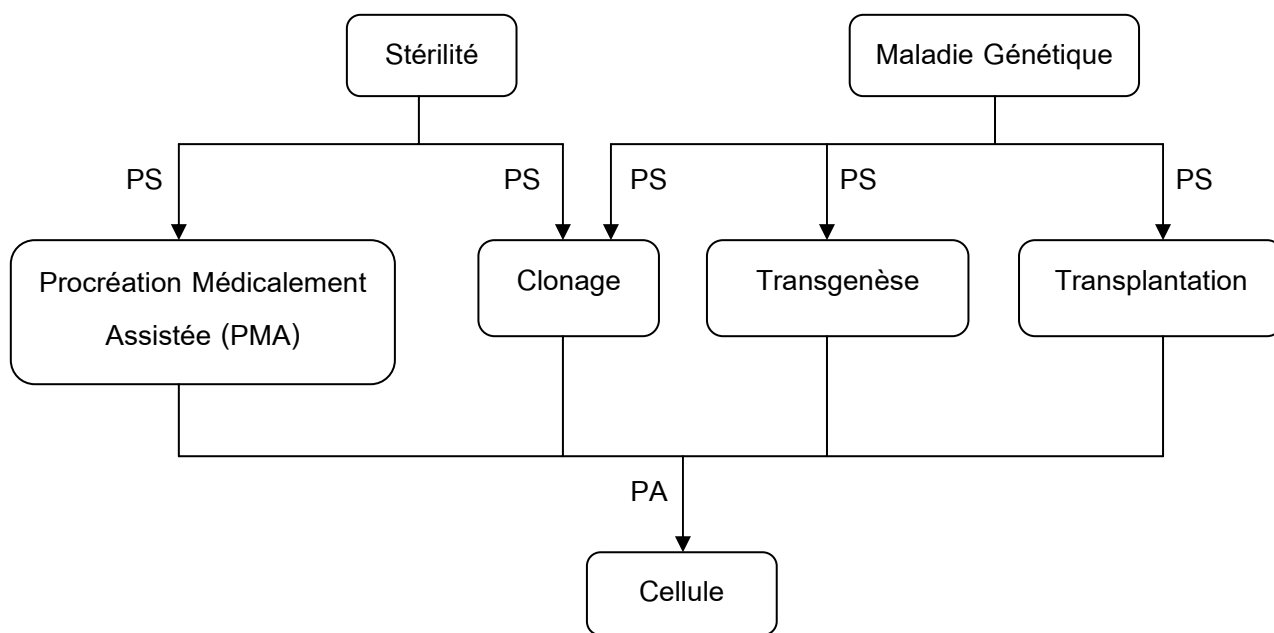 Stérilité
Maladie Génétique
PS
PS
PS
PS
PS
Procréation Médicalement
Assistée (PMA)
Clonage
Transgenèse
Transplantation
PA
Cellule